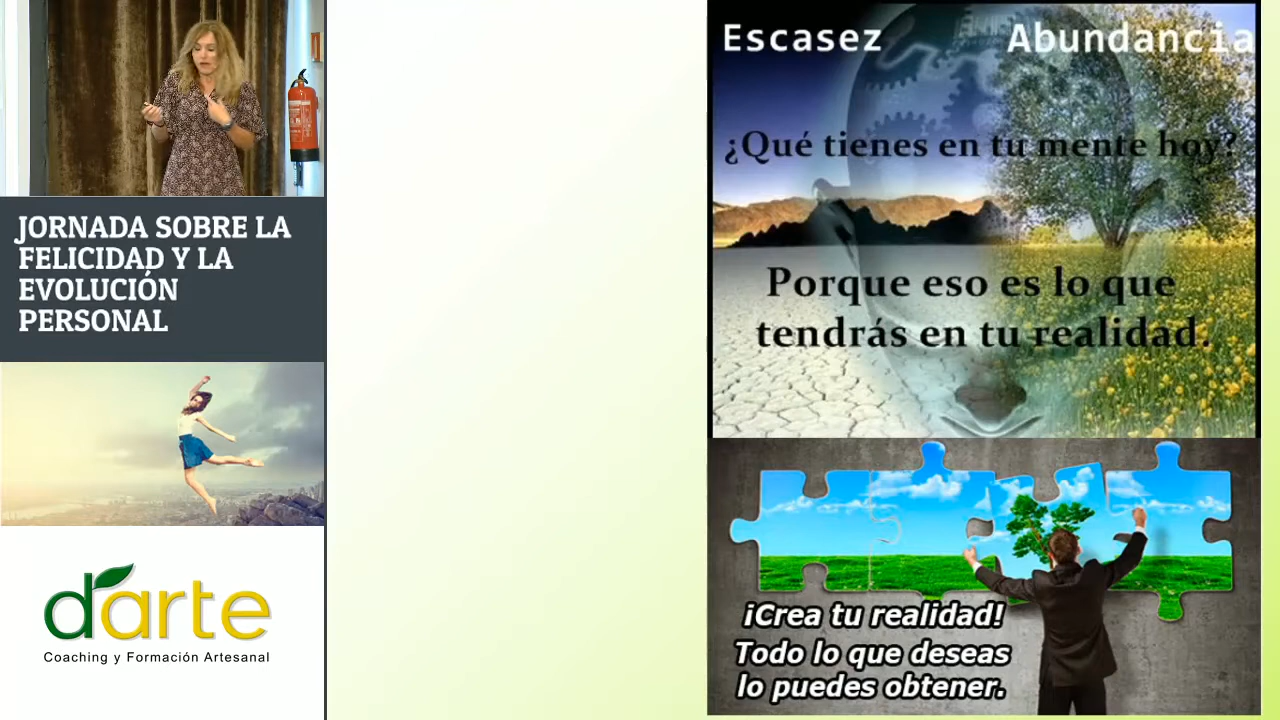 JORNADA SOBRE LA
FELICIDAD Y LA
EVOLUCIÓN
PERSONAL
d'arte
Coaching y Formación Artesanal
Escasez Abundancia
¿Qué tienes en tu mente hoy?
Porque eso es lo que
tendrás en tu realidad.
¡Crea tu realidad!
Todo lo que deseas
lo puedes obtener.